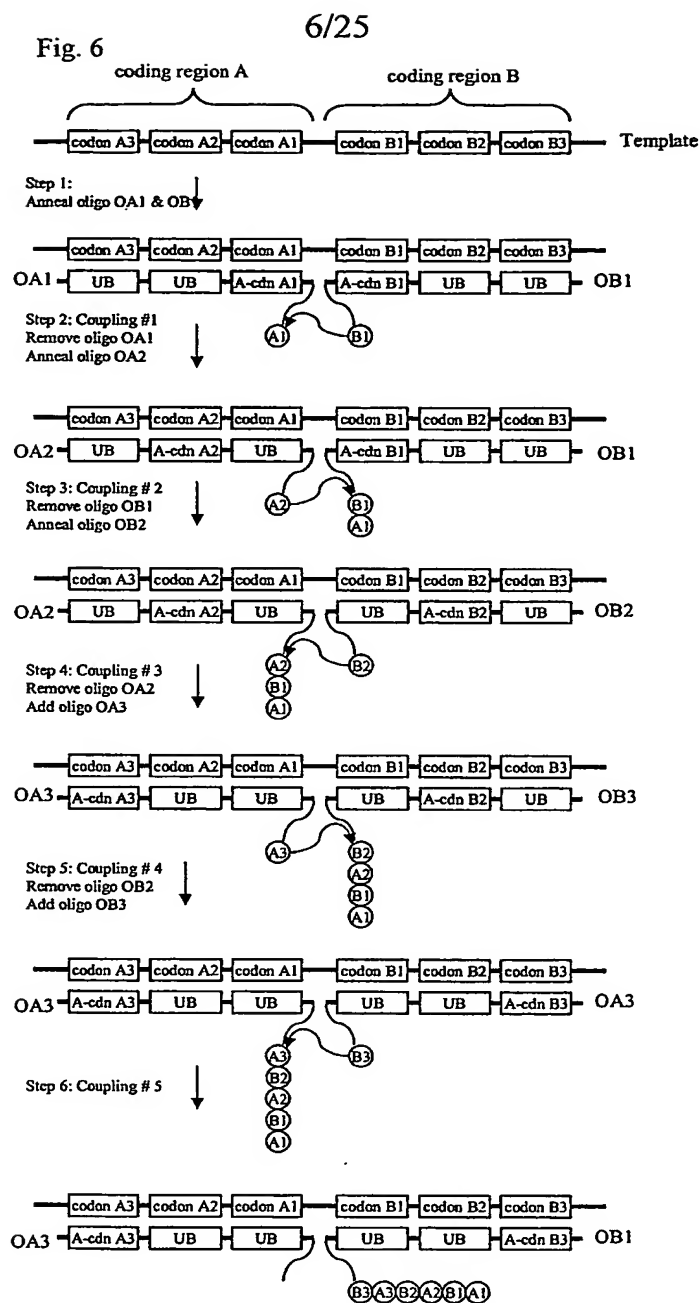 6/25
Fig. 6
coding region A coding region B
codon A3 codon A2 codon A1 codon B1 codon B2 codon B3 Template
Step 1:
Anneal oligo OA1 & OB
codon A3 codon A2 codon A1 codon B1 codon B2 codon B3
OA1 UB UB A-cdn A1 A-cdn B1 UB UB OB1
Step 2: Coupling #1
Remove oligo OA1
Anneal oligo OA2
A1 B1
codon A3 codon A2 codon A1 codon B1 codon B2 codon B3
OA2 UB A-cdn A2 UB A-cdn B1 UB UB OB1
Step 3: Coupling # 2
Remove oligo OB1
Anneal oligo OB2
A2 B1
A1
codon A3 codon A2 codon A1 codon B1 codon B2 codon B3
OA2 UB A-cdn A2 UB UB A-cdn B2 UB OB2
Step 4: Coupling # 3
Remove oligo OA2
Add oligo OA3
A2 B2
B1
A1
codon A3 codon A2 codon A1 codon B1 codon B2 codon B3
OA3 A-cdn A3 UB UB UB A-cdn B2 UB OB3
Step 5: Coupling # 4
Remove oligo OB2
Add oligo OB3
A3 B2
A2
B1
A1
codon A3 codon A2 codon A1 codon B1 codon B2 codon B3
OA3 A-cdn A3 UB UB UB UB A-cdn B3 OA3
Step 6: Coupling # 5
A3 B3
B2
A2
B1
A1
codon A3 codon A2 codon A1 codon B1 codon B2 codon B3
OA3 A-cdn A3 UB UB UB UB A-cdn B3 OB1
B3 A3 B2 A2 B1 A1